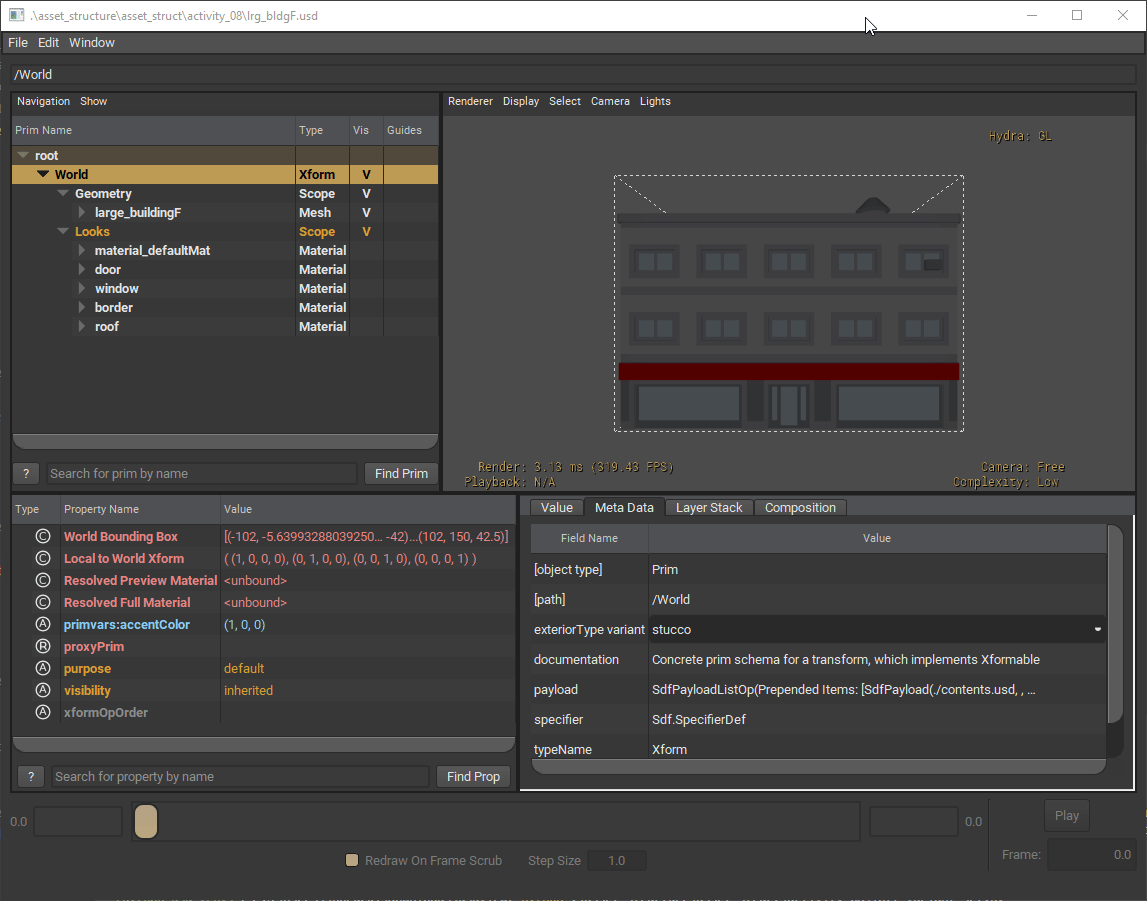 .\asset_structure\asset_struct\activity_08\lrg_bldgF.usd
File Edit Window
/World
Navigation Show
Prim Name Type Vis Guides
root
World Xform V
Geometry Scope V
large_buildingF Mesh V
Looks Scope V
material_defaultMat Material
door Material
window Material
border Material
roof Material
? Search for prim by name Find Prim
Renderer Display Select Camera Lights
Hydra: GL
Render: 3.13 ms (319.43 FPS)
Playback: N/A
Camera: Free
Complexity: Low
Type Property Name Value
C World Bounding Box [(-102, -5.63993288039250... -42)...(102, 150, 42.5)]
C Local to World Xform ( (1, 0, 0, 0), (0, 1, 0, 0), (0, 0, 1, 0), (0, 0, 0, 1) )
C Resolved Preview Material <unbound>
C Resolved Full Material <unbound>
A primvars:accentColor (1, 0, 0)
R proxyPrim
A purpose default
A visibility inherited
A xformOpOrder
? Search for property by name Find Prop
Value Meta Data Layer Stack Composition
Field Name Value
[object type] Prim
[path] /World
exteriorType variant stucco
documentation Concrete prim schema for a transform, which implements Xformable
payload SdfPayloadListOp(Prepended Items: [SdfPayload(./contents.usd, , ...
specifier Sdf.SpecifierDef
typeName Xform
0.0 0.0 Play
Redraw On Frame Scrub Step Size 1.0 Frame: 0.0